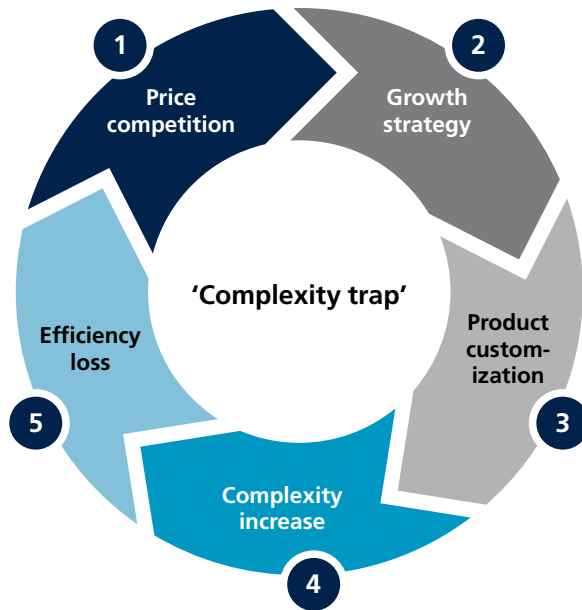 1
Price
competition
2
Growth
strategy
'Complexity trap'
Product
custom-
ization
3
Complexity
increase
4
Efficiency
loss
5